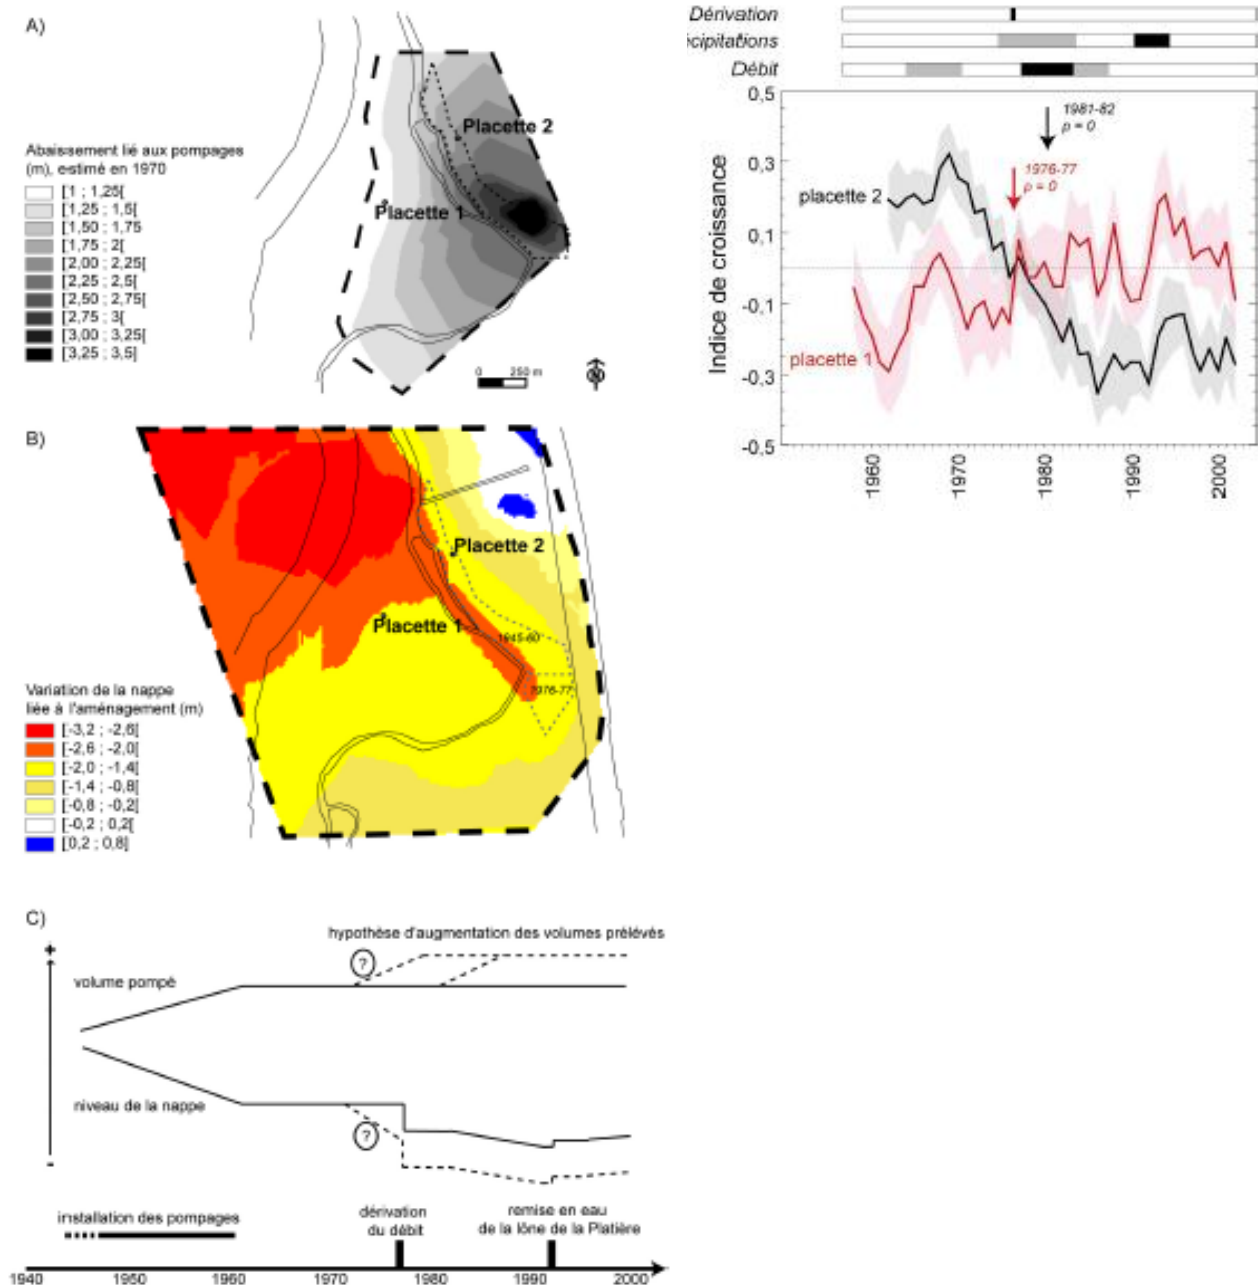 A)
Placette 2
Placette 1
Abaissement lié aux pompages
(m), estimé en 1970
[1 ; 1,25[
[1,25 ; 1,5[
[1,50 ; 1,75
[1,75 ; 2[
[2,00 ; 2,25[
[2,25 ; 2,5[
[2,50 ; 2,75[
[2,75 ; 3[
[3,00 ; 3,25[
[3,25 ; 3,5[
0 250 m
N
Dérivation
écipitations
Débit
0,5
0,3
0,1
-0,1
-0,3
-0,5
Indice de croissance
1981-82
p = 0
1976-77
p = 0
placette 2
placette 1
1960
1970
1980
1990
2000
B)
Placette 2
Placette 1
1945-60
1976-77
Variation de la nappe
liée à l'aménagement (m)
[-3,2 ; -2,6[
[-2,6 ; -2,0[
[-2,0 ; -1,4[
[-1,4 ; -0,8[
[-0,8 ; -0,2[
[-0,2 ; 0,2[
[0,2 ; 0,8[
C)
hypothèse d'augmentation des volumes prélévés
+
?
volume pompé
niveau de la nappe
?
-
installation des pompages
dérivation
du débit
remise en eau
de la lône de la Platière
1940 1950 1960 1970 1980 1990 2000